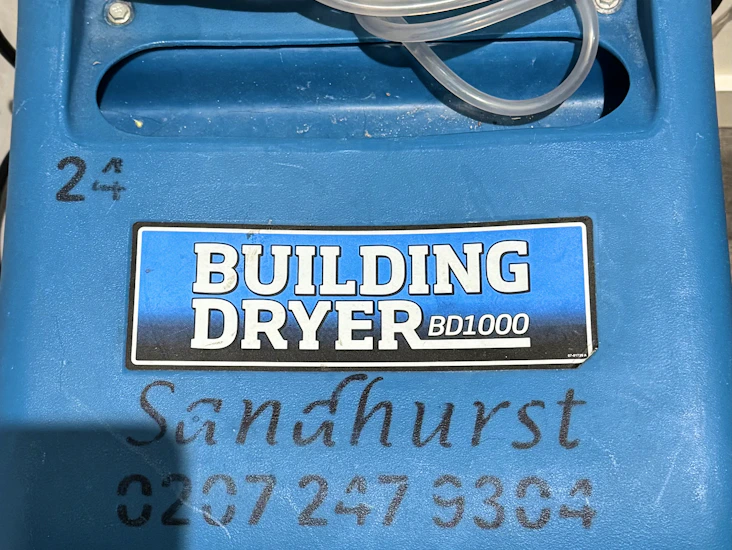 24
BUILDING
DRYER BD1000
Sandhurst
0207 247 9304